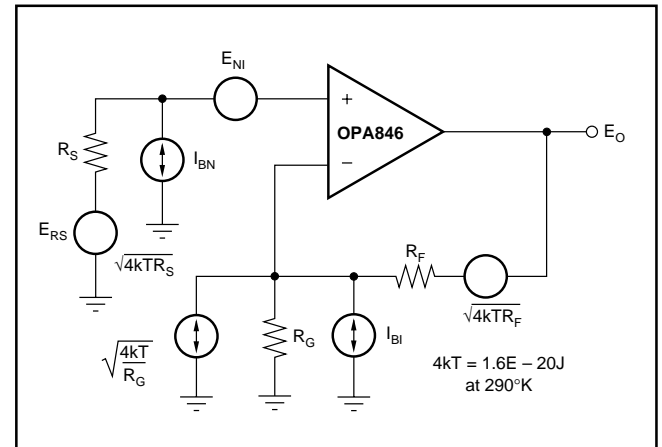 E_NI
+
OPA846
−
E_O
R_S
I_BN
E_RS
√4kTR_S
R_F
√4kTR_F
√4kT/R_G
R_G
I_BI
4kT = 1.6E – 20J
at 290°K